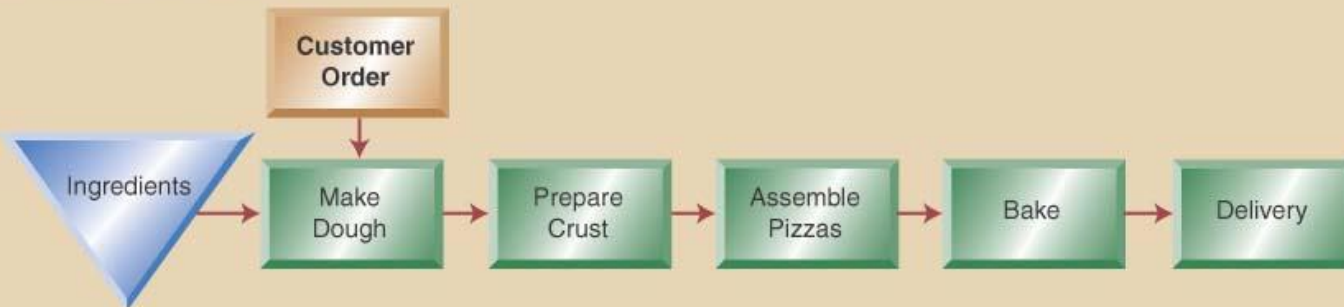 Customer
Order
Ingredients
Make
Dough
Prepare
Crust
Assemble
Pizzas
Bake
Delivery